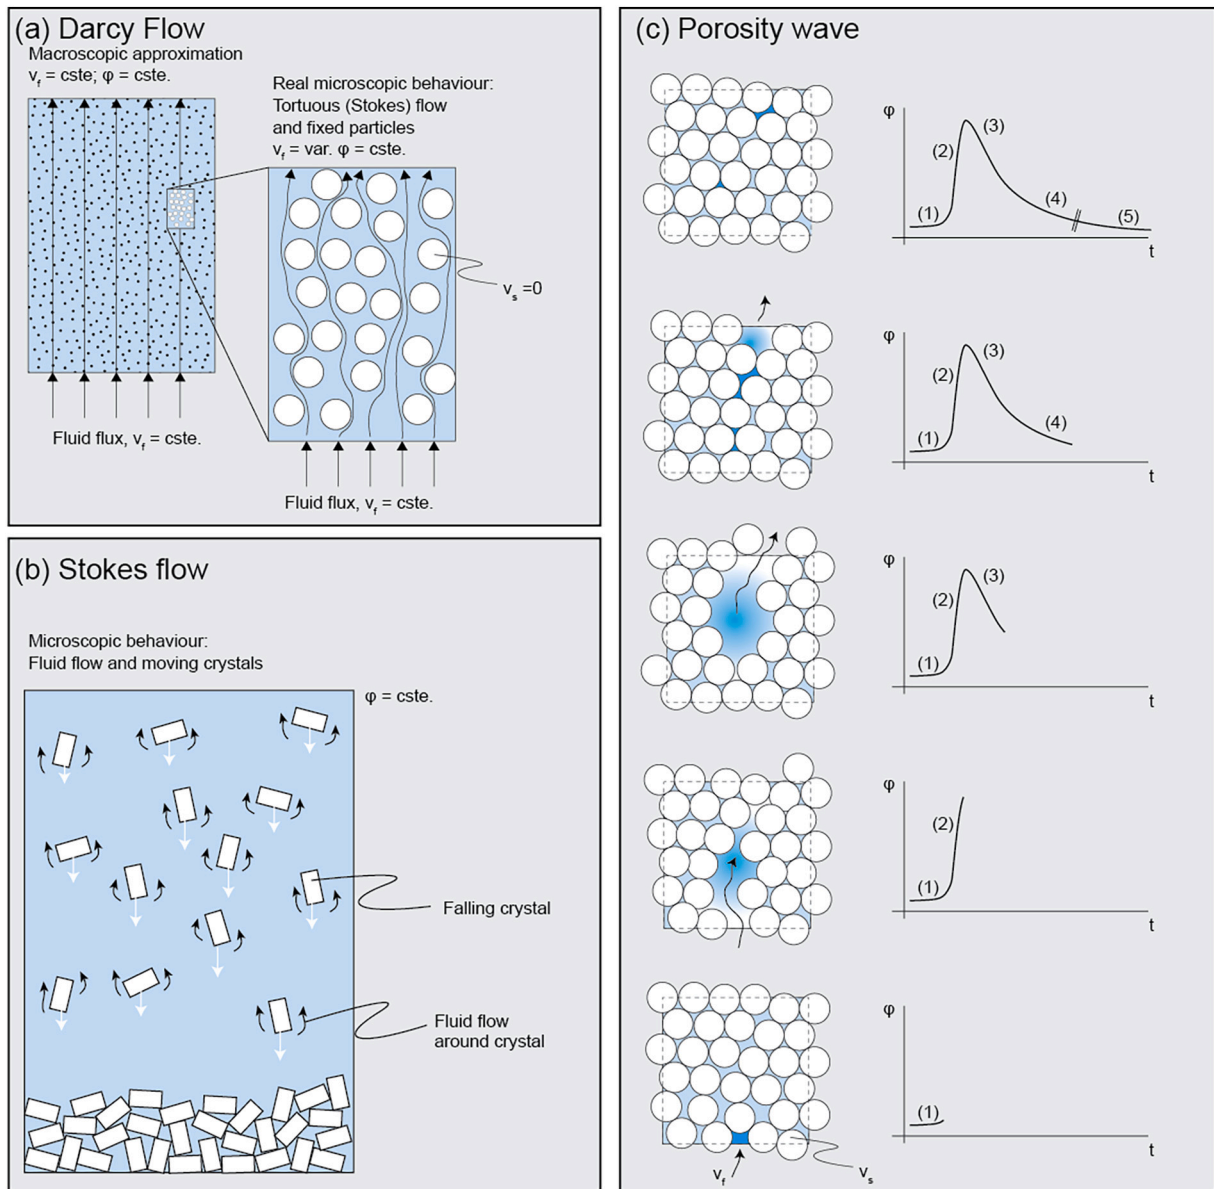 (a) Darcy Flow
Macroscopic approximation
v_f = cste; φ = cste.
Real microscopic behaviour:
Tortuous (Stokes) flow
and fixed particles
v_f = var. φ = cste.
v_s =0
Fluid flux, v_f = cste.
Fluid flux, v_f = cste.
(b) Stokes flow
Microscopic behaviour:
Fluid flow and moving crystals
φ = cste.
Falling crystal
Fluid flow
around crystal
(c) Porosity wave
φ
(1)
(2)
(3)
(4)
(5)
t
φ
(1)
(2)
(3)
(4)
t
φ
(1)
(2)
(3)
t
φ
(1)
(2)
t
φ
(1)
t
v_f
v_s